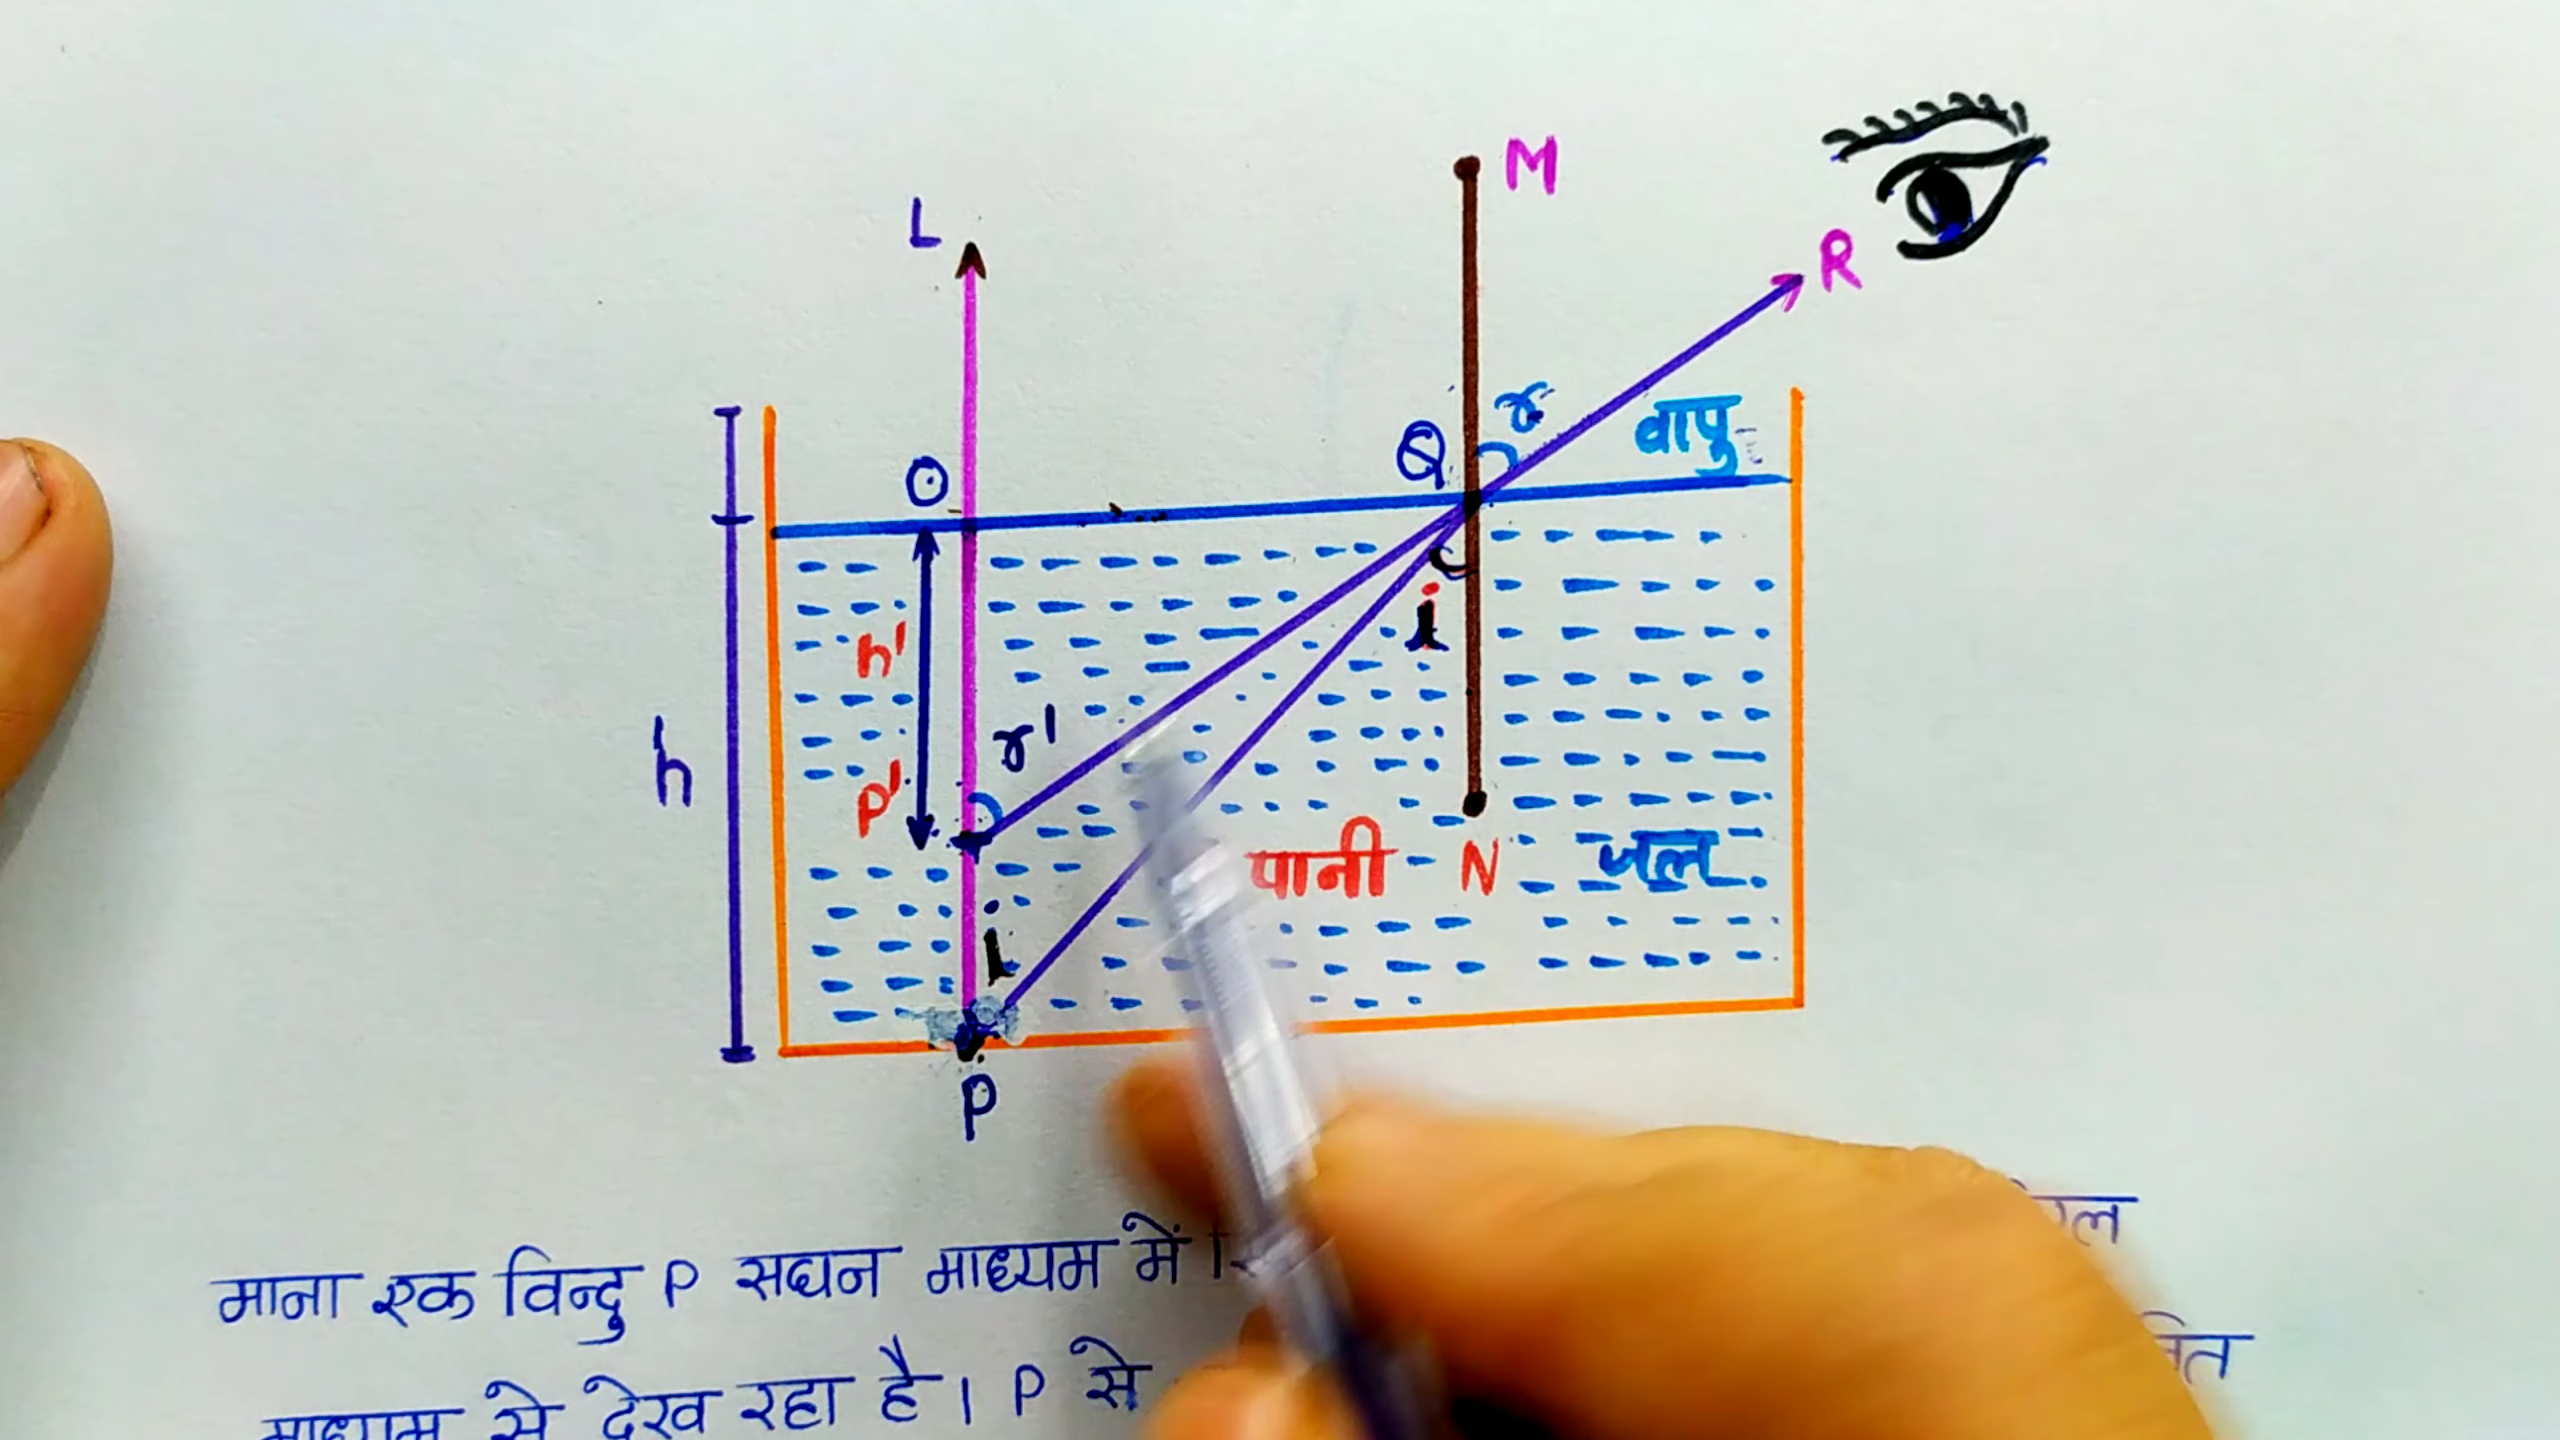 M
L
R
वायु
r
Q
O
i
h'
r'
h
p'
पानी
N
जल
i
P
माना एक विन्दु P सघन माध्यम में
माध्यम से देख रहा है। P से